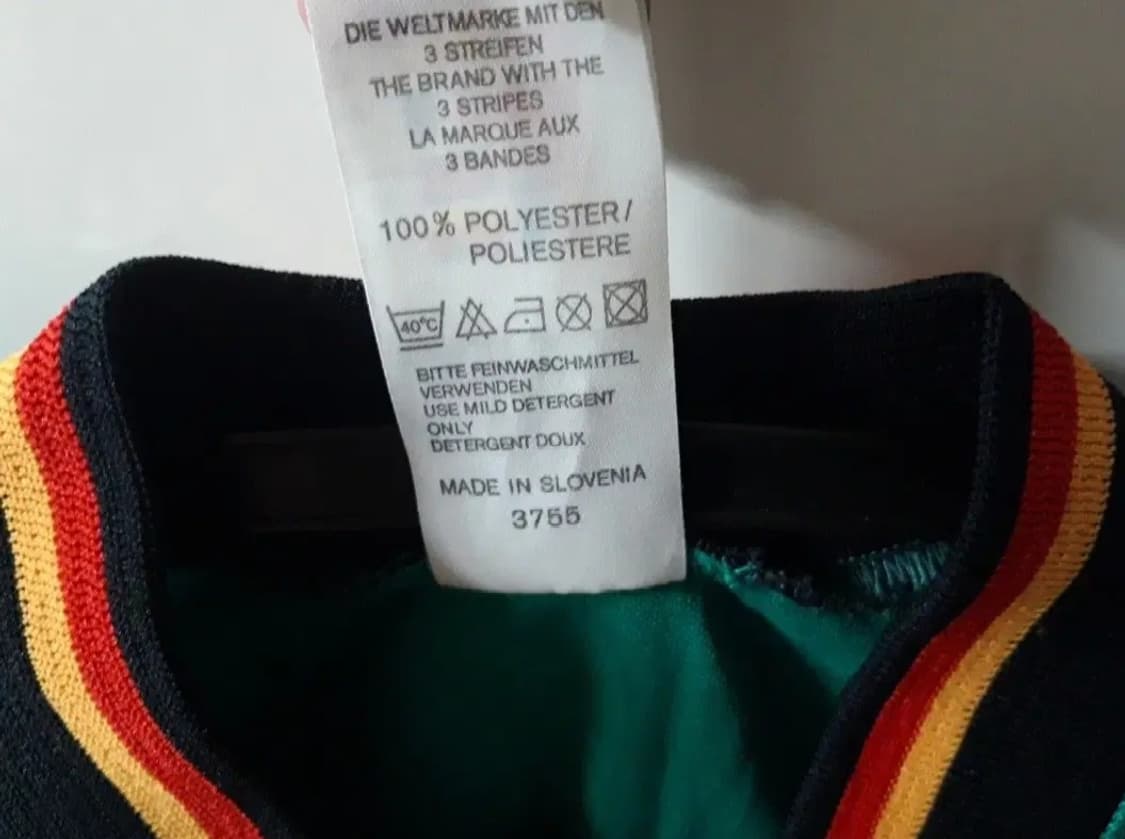 DIE WELTMARKE MIT DEN
3 STREIFEN
THE BRAND WITH THE
3 STRIPES
LA MARQUE AUX
3 BANDES
100% POLYESTER/
POLIESTERE
40°C
BITTE FEINWASCHMITTEL
VERWENDEN
USE MILD DETERGENT
ONLY
DETERGENT DOUX
MADE IN SLOVENIA
3755